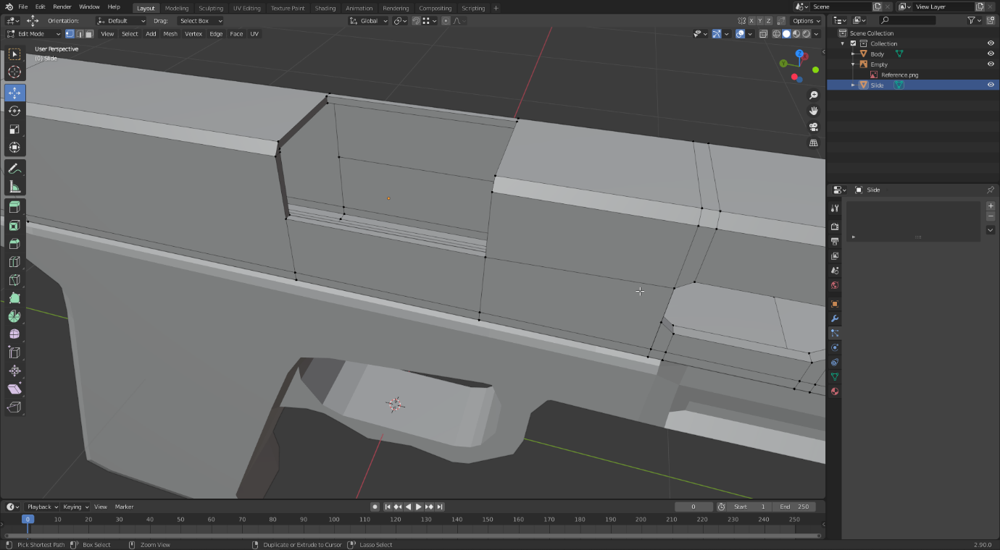 File Edit Render Window Help Layout Modeling Sculpting UV Editing Texture Paint Shading Animation Rendering Compositing Scripting + Scene View Layer
Orientation: Default Drag: Select Box Global X Y Z Options
Edit Mode View Select Add Mesh Vertex Edge Face UV
User Perspective
(0) Slide
Z
Y
X
Scene Collection
Collection
Body
Empty
Reference.png
Slide
Slide
Playback Keying View Marker 0 Start 1 End 250
0 10 20 30 40 50 60 70 80 90 100 110 120 130 140 150 160 170 180 190 200 210 220 230 240 250
Pick Shortest Path Box Select Zoom View Duplicate or Extrude to Cursor Lasso Select 2.90.0